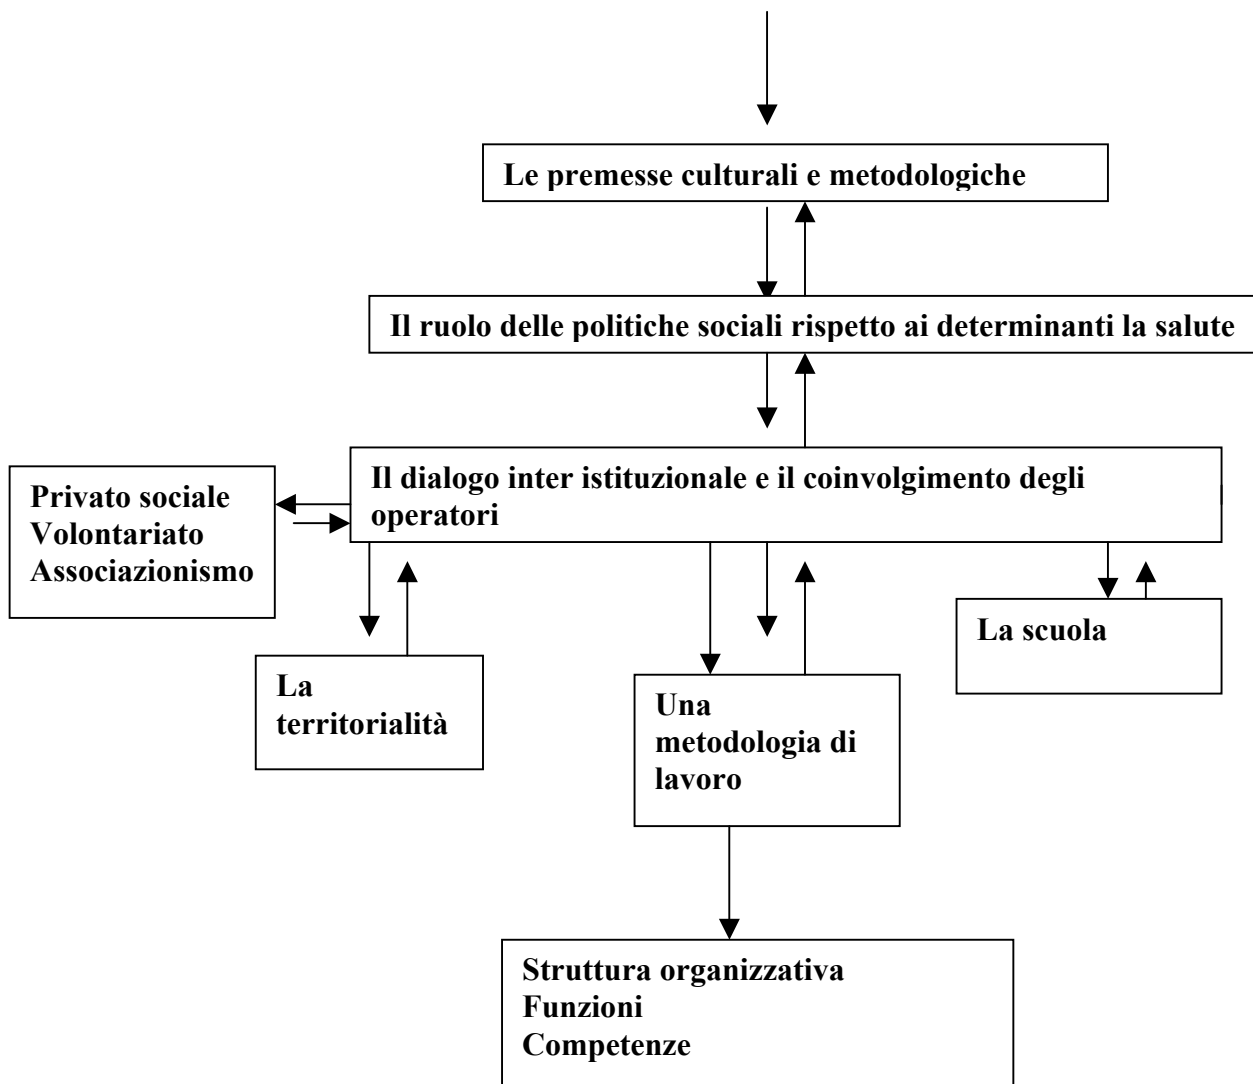 Le premesse culturali e metodologiche
Il ruolo delle politiche sociali rispetto ai determinanti la salute
Il dialogo inter istituzionale e il coinvolgimento degli
operatori
Privato sociale
Volontariato
Associazionismo
La scuola
La
territorialità
Una
metodologia di
lavoro
Struttura organizzativa
Funzioni
Competenze